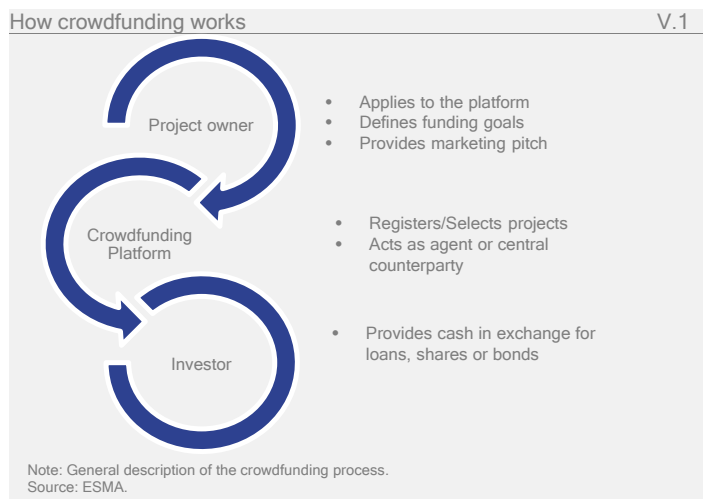 How crowdfunding works V.1
Project owner
• Applies to the platform
• Defines funding goals
• Provides marketing pitch
Crowdfunding
Platform
• Registers/Selects projects
• Acts as agent or central
counterparty
Investor
• Provides cash in exchange for
loans, shares or bonds
Note: General description of the crowdfunding process.
Source: ESMA.